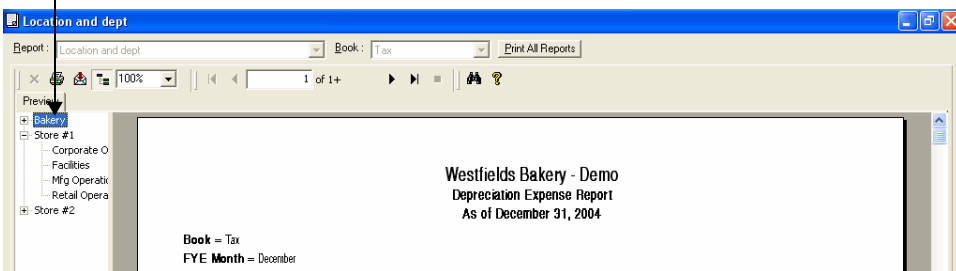 Location and dept
Report: Location and dept Book: Tax Print All Reports
100% 1 of 1+
Preview
Bakery
Store #1
Corporate O
Facilities
Mfg Operatio
Retail Opera
Store #2
Westfields Bakery - Demo
Depreciation Expense Report
As of December 31, 2004
Book = Tax
FYE Month = December